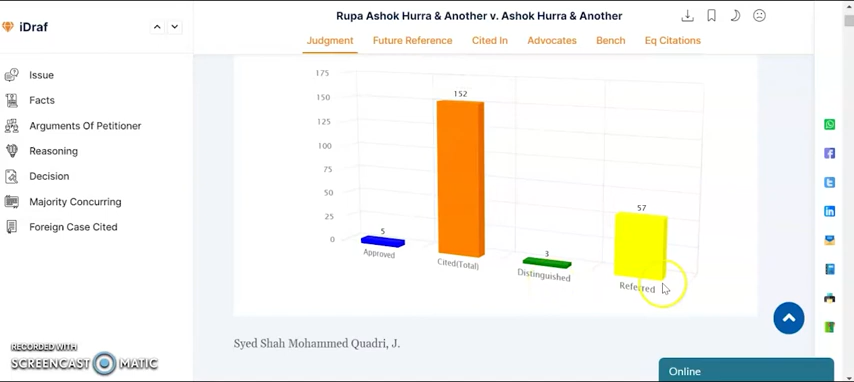 Rupa Ashok Hurra & Another v. Ashok Hurra & Another
iDraf
Judgment Future Reference Cited In Advocates Bench Eq Citations
Issue
Facts
Arguments Of Petitioner
Reasoning
Decision
Majority Concurring
Foreign Case Cited
175
150
125
100
75
50
25
0
152
57
5
3
Approved
Cited(Total)
Distinguished
Referred
Syed Shah Mohammed Quadri, J.
RECORDED WITH
SCREENCAST MATIC
Online